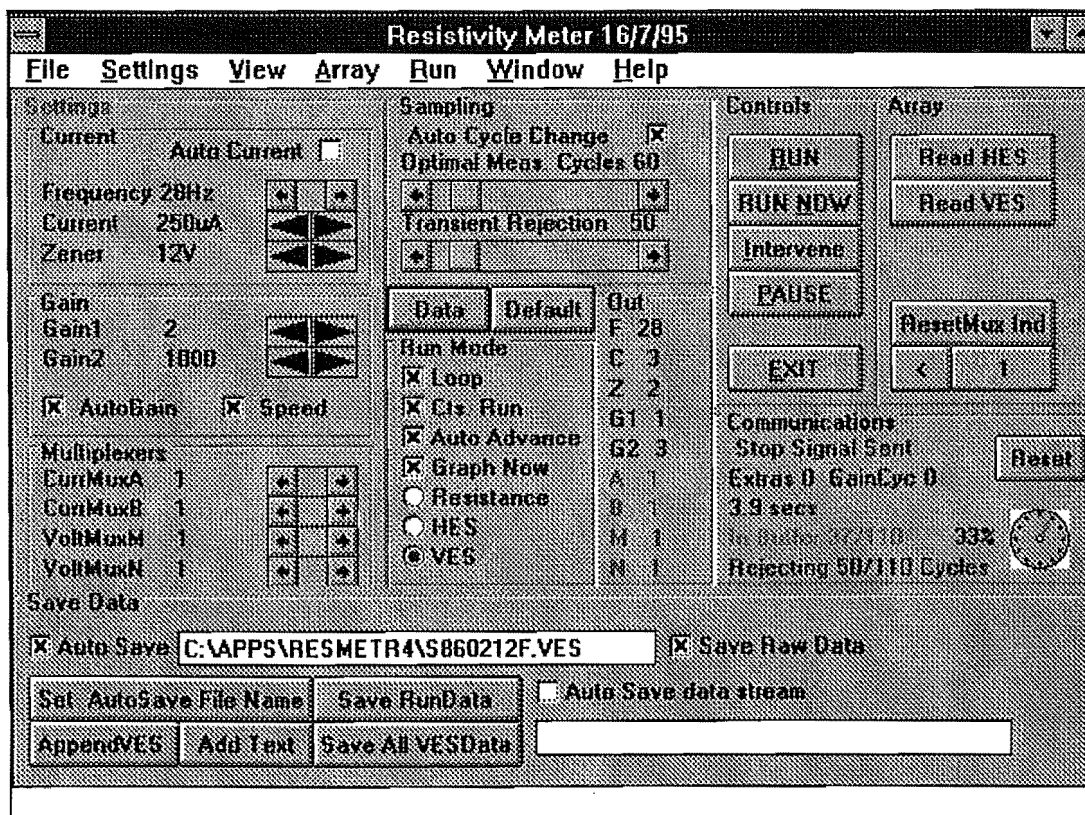 Resistivity Meter 16/7/95
File Settings View Array Run Window Help
Settings
Current
Auto Current
Frequency 28Hz
Current 250uA
Zener 12V
Gain
Gain1 2
Gain2 1000
AutoGain Speed
Multiplexers
CurrMuxA 1
CurrMuxB 1
VoltMuxM 1
VoltMuxN 1
Sampling
Auto Cycle Change
Optimal Meas. Cycles 60
Transient Rejection 50
Data Default
Run Mode
Loop
Cts. Run
Auto Advance
Graph Now
Resistance
HES
VES
Out
F 28
C 3
Z 2
G1 1
G2 3
A 1
B 1
M 1
N 1
Controls
RUN
RUN NOW
Intervene
PAUSE
EXIT
Array
Read HES
Read VES
ResetMux Ind
< 1
Communications
Stop Signal Sent
Reset
Extras 0 GainCyc 0
3.9 secs
33%
Rejecting 50/110 Cycles
Save Data
Auto Save C:\APPS\RESMETR4\S860212F.VES Save Raw Data
Set AutoSave File Name Save RunData Auto Save data stream
AppendVES Add Text Save All VESData